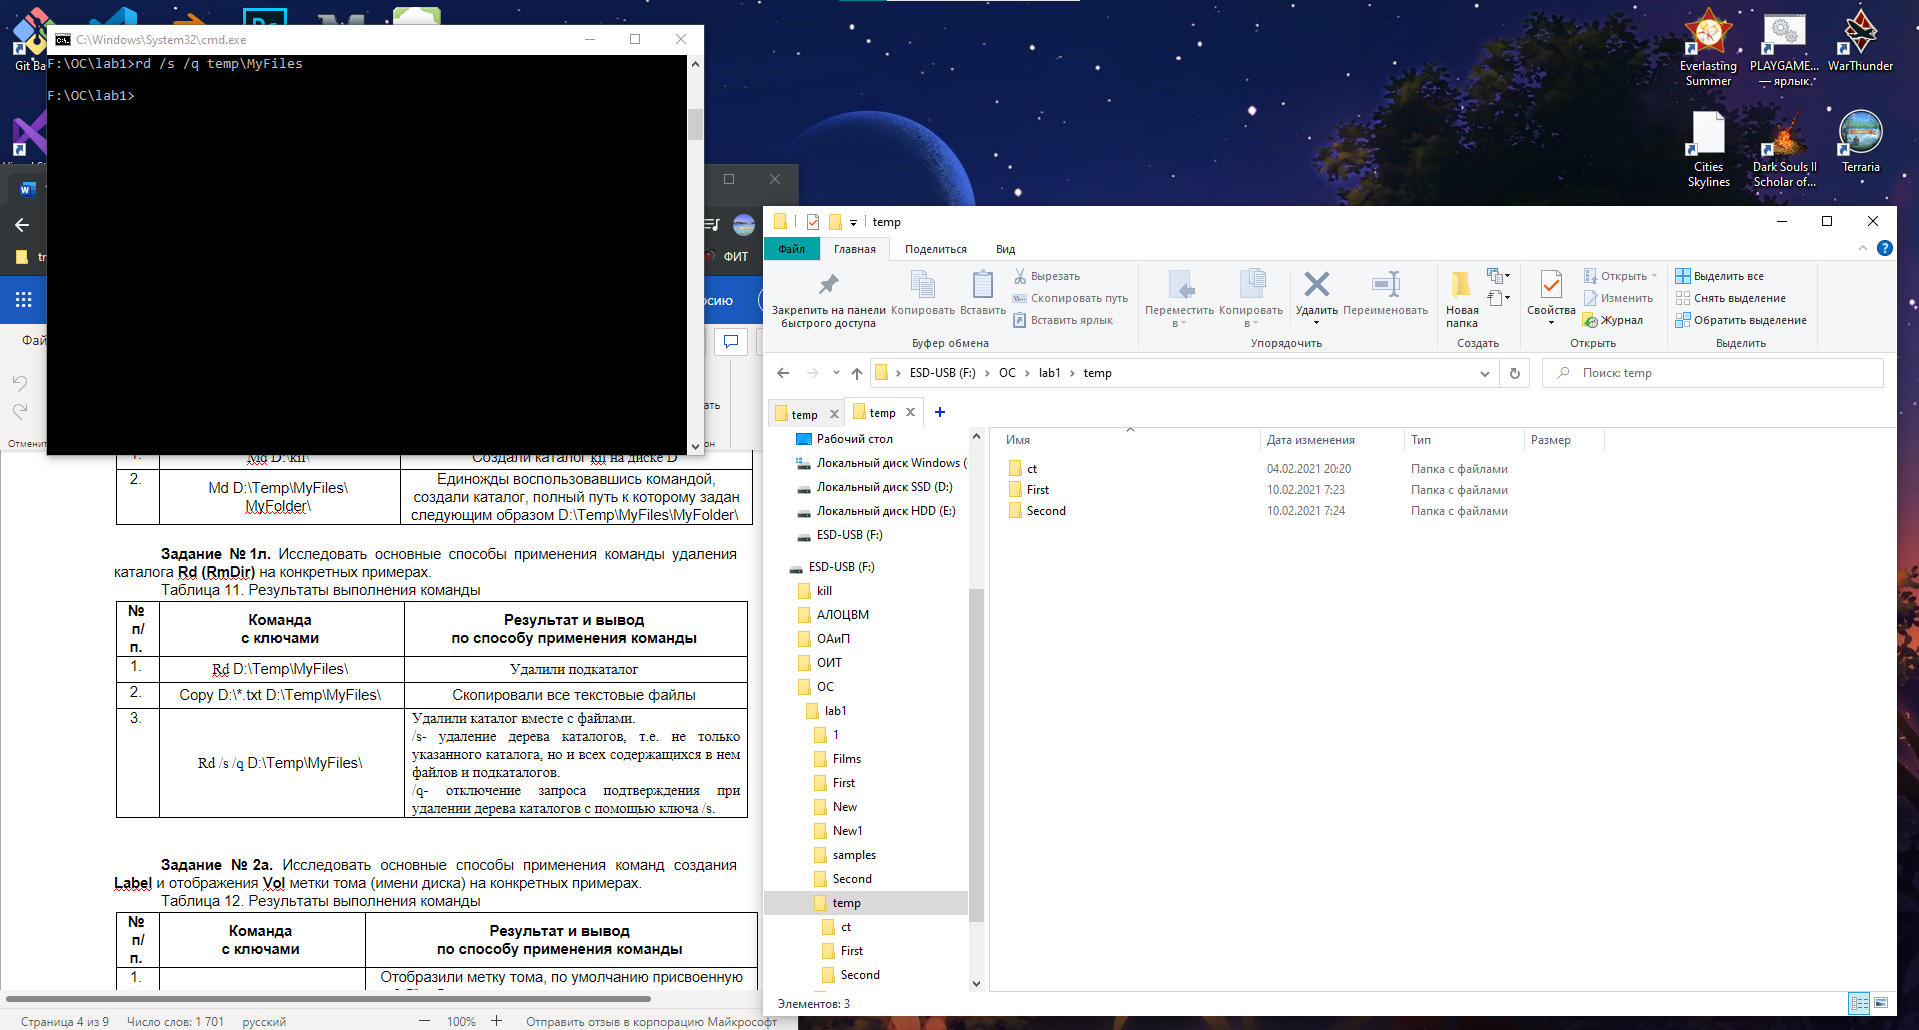 Git Ba
C:\Windows\System32\cmd.exe
F:\OC\lab1>rd /s /q temp\MyFiles
F:\OC\lab1>
Everlasting Summer
PLAYGAME... — ярлык.
WarThunder
Cities Skylines
Dark Souls II Scholar of...
Terraria
ФИТ
Фай
Отменит
temp
Файл
Главная
Поделиться
Вид
Закрепить на панели быстрого доступа
Копировать
Вставить
Вырезать
Скопировать путь
Вставить ярлык
Буфер обмена
Переместить в
Копировать в
Удалить
Переименовать
Упорядочить
Новая папка
Создать
Свойства
Открыть
Изменить
Журнал
Открыть
Выделить все
Снять выделение
Обратить выделение
Выделить
ESD-USB (F:) › ОС › lab1 › temp
Поиск: temp
temp
temp
Рабочий стол
Локальный диск Windows (
Локальный диск SSD (D:)
Локальный диск HDD (E:)
ESD-USB (F:)
ESD-USB (F:)
kill
АЛОЦВМ
ОАиП
ОИТ
ОС
lab1
1
Films
First
New
New1
samples
Second
temp
ct
First
Second
Имя Дата изменения Тип Размер
ct 04.02.2021 20:20 Папка с файлами
First 10.02.2021 7:23 Папка с файлами
Second 10.02.2021 7:24 Папка с файлами
Элементов: 3
1. Md D:\kil\ Создали каталог kil на диске D
2. Md D:\Temp\MyFiles\ MyFolder\
Единожды воспользовавшись командой,
создали каталог, полный путь к которому задан
следующим образом D:\Temp\MyFiles\MyFolder\
Задание № 1л. Исследовать основные способы применения команды удаления
каталога Rd (RmDir) на конкретных примерах.
Таблица 11. Результаты выполнения команды
№ п/п.
Команда с ключами
Результат и вывод по способу применения команды
1. Rd D:\Temp\MyFiles\ Удалили подкаталог
2. Copy D:\*.txt D:\Temp\MyFiles\ Скопировали все текстовые файлы
3. Rd /s /q D:\Temp\MyFiles\
Удалили каталог вместе с файлами.
/s- удаление дерева каталогов, т.е. не только
указанного каталога, но и всех содержащихся в нем
файлов и подкаталогов.
/q- отключение запроса подтверждения при
удалении дерева каталогов с помощью ключа /s.
Задание № 2а. Исследовать основные способы применения команд создания
Label и отображения Vol метки тома (имени диска) на конкретных примерах.
Таблица 12. Результаты выполнения команды
№ п/п.
Команда с ключами
Результат и вывод по способу применения команды
1. Отобразили метку тома, по умолчанию присвоенную
Страница 4 из 9
Число слов: 1 701
русский
100%
Отправить отзыв в корпорацию Майкрософт